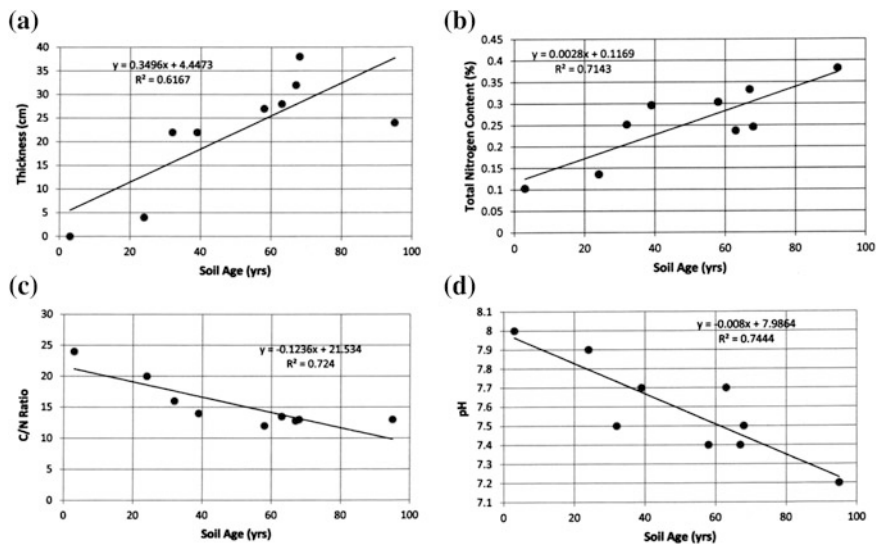 (a)
40
35
30
25
20
15
10
5
0
Thickness (cm)
y = 0.3496x + 4.4473
R² = 0.6167
0 20 40 60 80 100
Soil Age (yrs)
(b)
0.45
0.4
0.35
0.3
0.25
0.2
0.15
0.1
0.05
0
Total Nitrogen Content (%)
y = 0.0028x + 0.1169
R² = 0.7143
0 20 40 60 80 100
Soil Age (yrs)
(c)
30
25
20
15
10
5
0
C/N Ratio
y = -0.1236x + 21.534
R² = 0.724
0 20 40 60 80 100
Soil Age (yrs)
(d)
8.1
8
7.9
7.8
7.7
7.6
7.5
7.4
7.3
7.2
7.1
pH
y = -0.008x + 7.9864
R² = 0.7444
0 20 40 60 80 100
Soil Age (yrs)